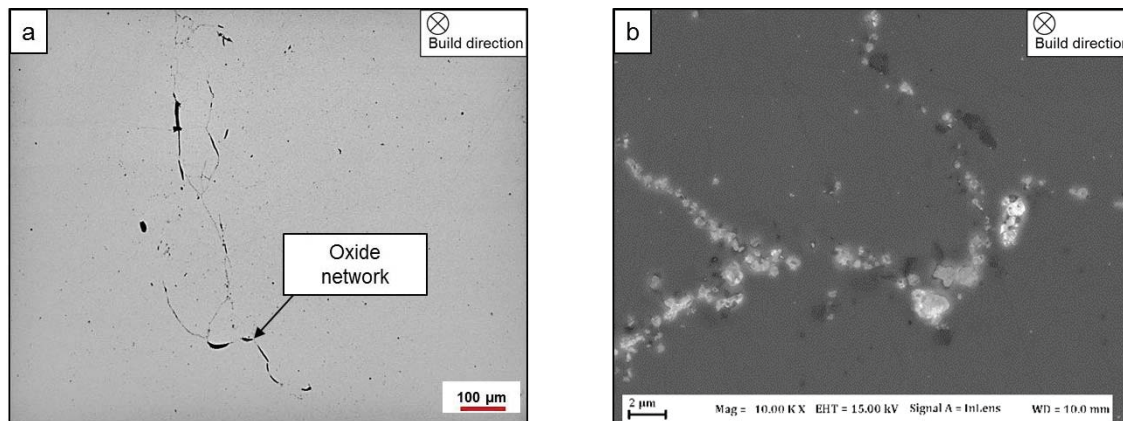 a
Build direction
Oxide
network
100 µm
b
Build direction
2 µm
Mag = 10.00 K X EHT = 15.00 kV Signal A = InLens WD = 10.0 mm